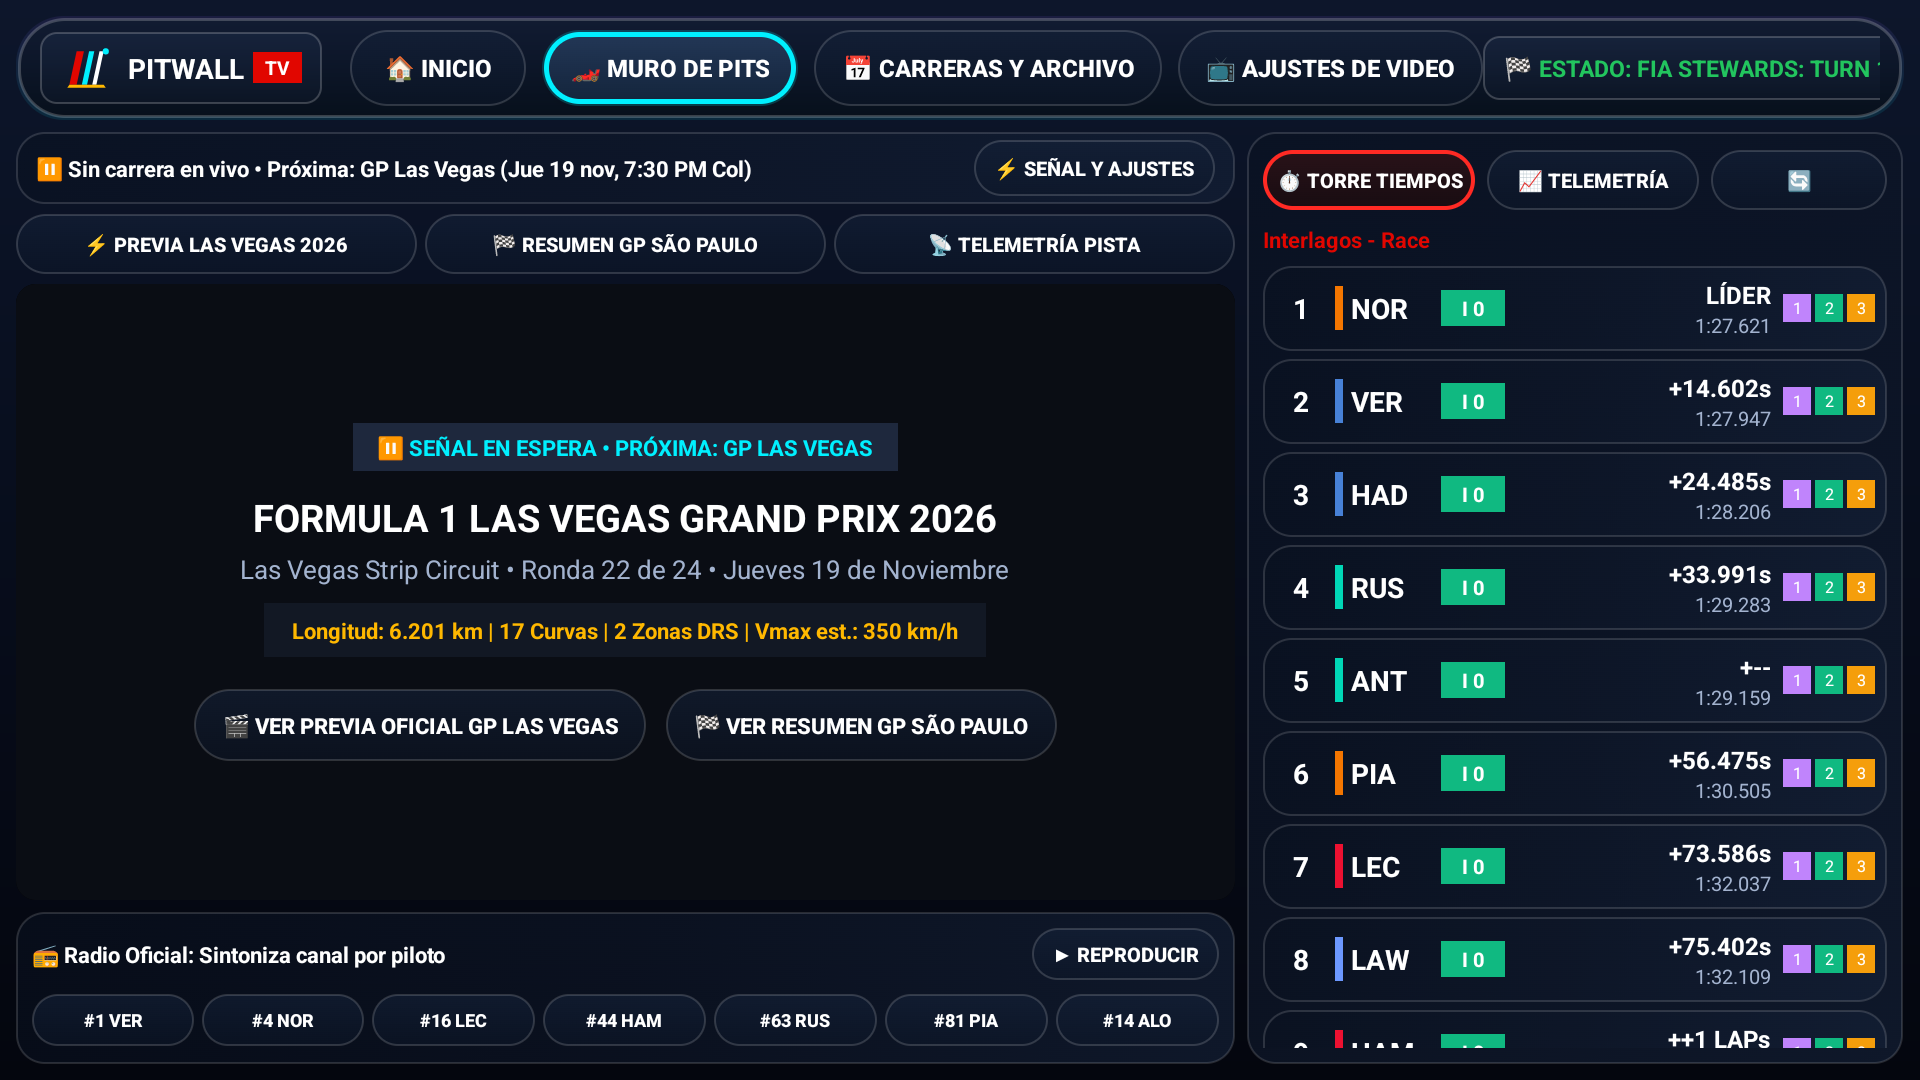 PITWALL TV
INICIO
MURO DE PITS
CARRERAS Y ARCHIVO
AJUSTES DE VIDEO
ESTADO: FIA STEWARDS: TURN
Sin carrera en vivo • Próxima: GP Las Vegas (Jue 19 nov, 7:30 PM Col)
SEÑAL Y AJUSTES
PREVIA LAS VEGAS 2026
RESUMEN GP SÃO PAULO
TELEMETRÍA PISTA
SEÑAL EN ESPERA • PRÓXIMA: GP LAS VEGAS
FORMULA 1 LAS VEGAS GRAND PRIX 2026
Las Vegas Strip Circuit • Ronda 22 de 24 • Jueves 19 de Noviembre
Longitud: 6.201 km | 17 Curvas | 2 Zonas DRS | Vmax est.: 350 km/h
VER PREVIA OFICIAL GP LAS VEGAS
VER RESUMEN GP SÃO PAULO
Radio Oficial: Sintoniza canal por piloto
► REPRODUCIR
#1 VER
#4 NOR
#16 LEC
#44 HAM
#63 RUS
#81 PIA
#14 ALO
TORRE TIEMPOS
TELEMETRÍA
Interlagos - Race
1 NOR I 0 LÍDER 1 2 3
1:27.621
2 VER I 0 +14.602s 1 2 3
1:27.947
3 HAD I 0 +24.485s 1 2 3
1:28.206
4 RUS I 0 +33.991s 1 2 3
1:29.283
5 ANT I 0 +-- 1 2 3
1:29.159
6 PIA I 0 +56.475s 1 2 3
1:30.505
7 LEC I 0 +73.586s 1 2 3
1:32.037
8 LAW I 0 +75.402s 1 2 3
1:32.109
HAM ++1 LAPs